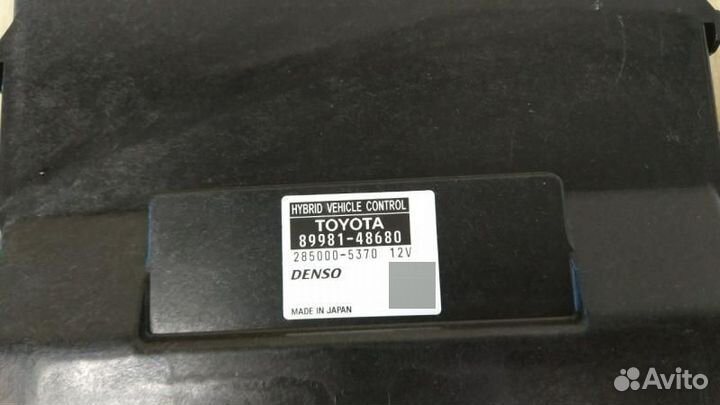 HYBRID VEHICLE CONTROL
TOYOTA
89981-48680
285000-5370 12V
DENSO
MADE IN JAPAN
Avito